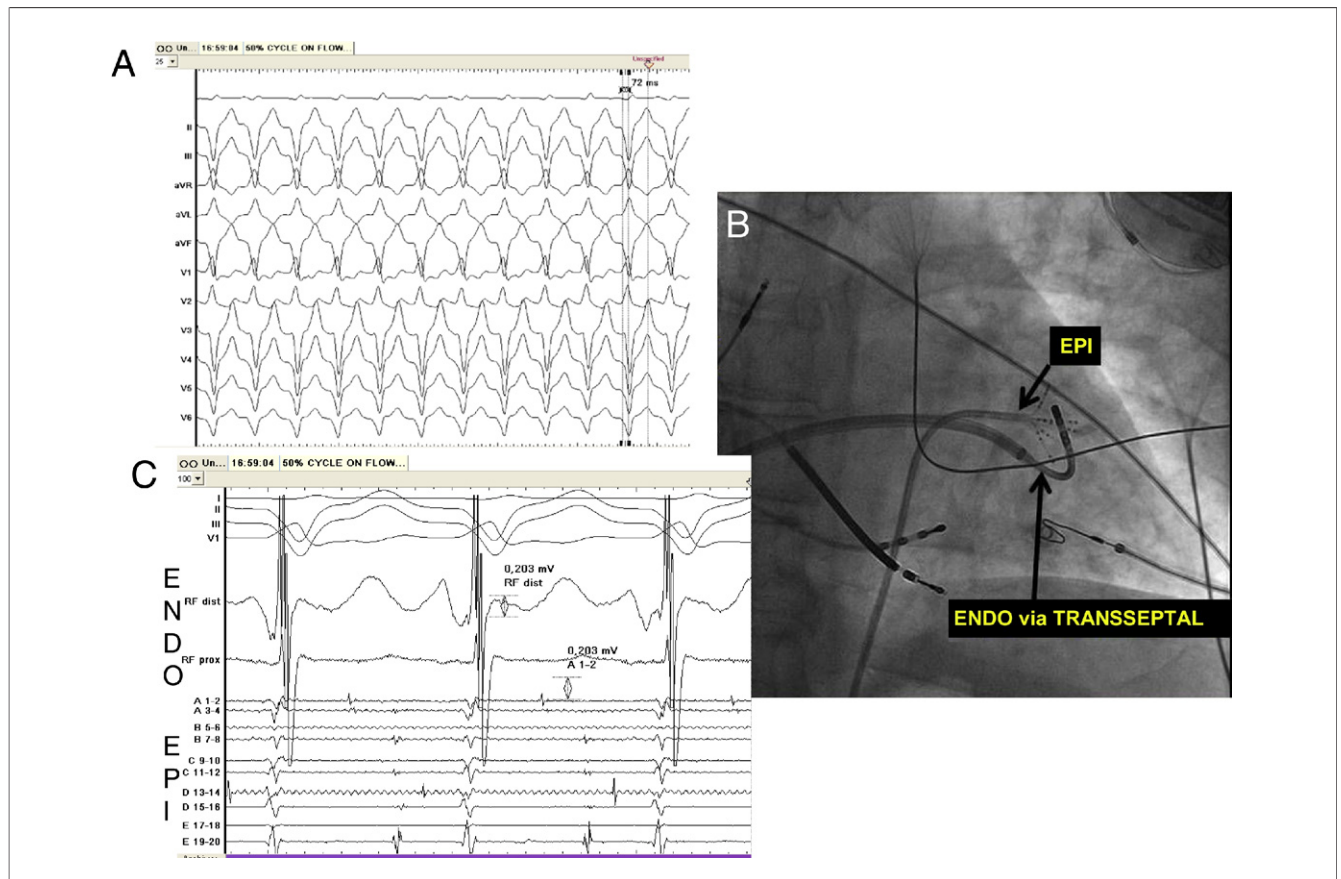 A
Un... 16:59:04 50% CYCLE ON FLOW...
25
72 ms
II
III
aVR
aVL
aVF
V1
V2
V3
V4
V5
V6
B
EPI
ENDO via TRANSSEPTAL
C
Un... 16:59:04 50% CYCLE ON FLOW...
100
I
II
III
V1
ENDO
RF dist
0,203 mV
RF dist
RF prox
0,203 mV
A 1-2
EPI
A 1-2
A 3-4
B 5-6
B 7-8
C 9-10
C 11-12
D 13-14
D 15-16
E 17-18
E 19-20